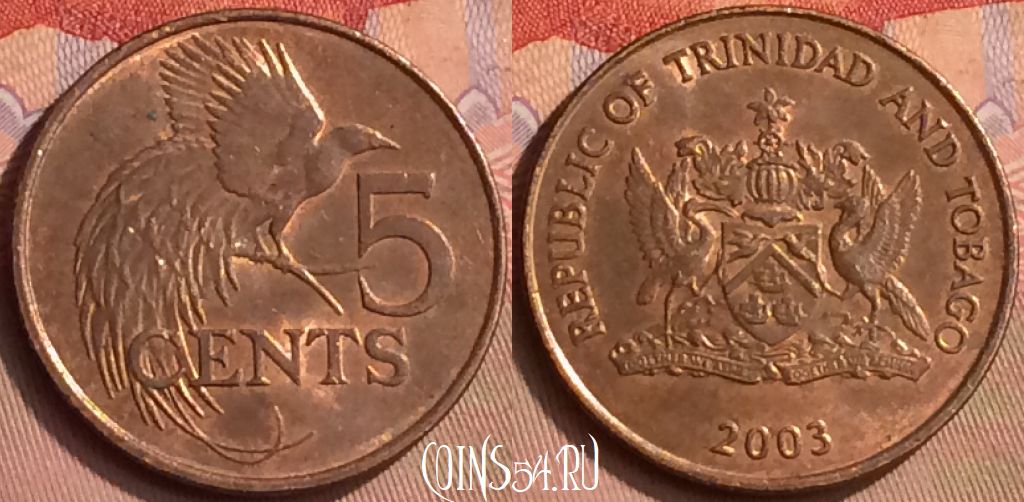 5
CENTS
REPUBLIC OF TRINIDAD AND TOBAGO
2003
COINS54.RU